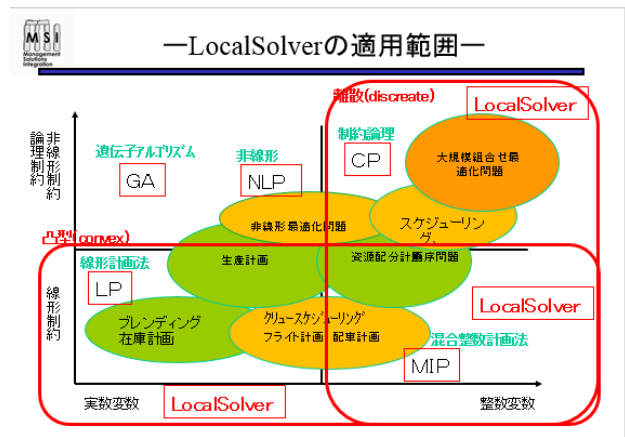 MSI
Management
Solutions
Integration
―LocalSolverの適用範囲―
離散(discreate)
LocalSolver
非線形制約
論理制約
遺伝子アルゴリズム
GA
非線形
NLP
制約論理
CP
大規模組合せ最
適化問題
非線形最適化問題
スケジューリン
グ、
凸型(convex)
線形計画法
LP
生産計画
資源配分計画
順序問題
線形制約
ブレンディング
在庫計画
クリュースケジューリング
フライト計画 配車計画
LocalSolver
混合整数計画法
MIP
実数変数
LocalSolver
整数変数